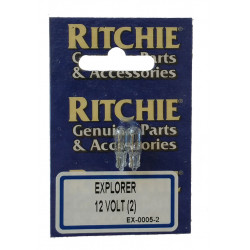 RITCHIE
Genuine Parts
& Accessories
RITCHIE
Genuine Parts
& Accessories
EXPLORER
12 VOLT (2)
EX-0005-2